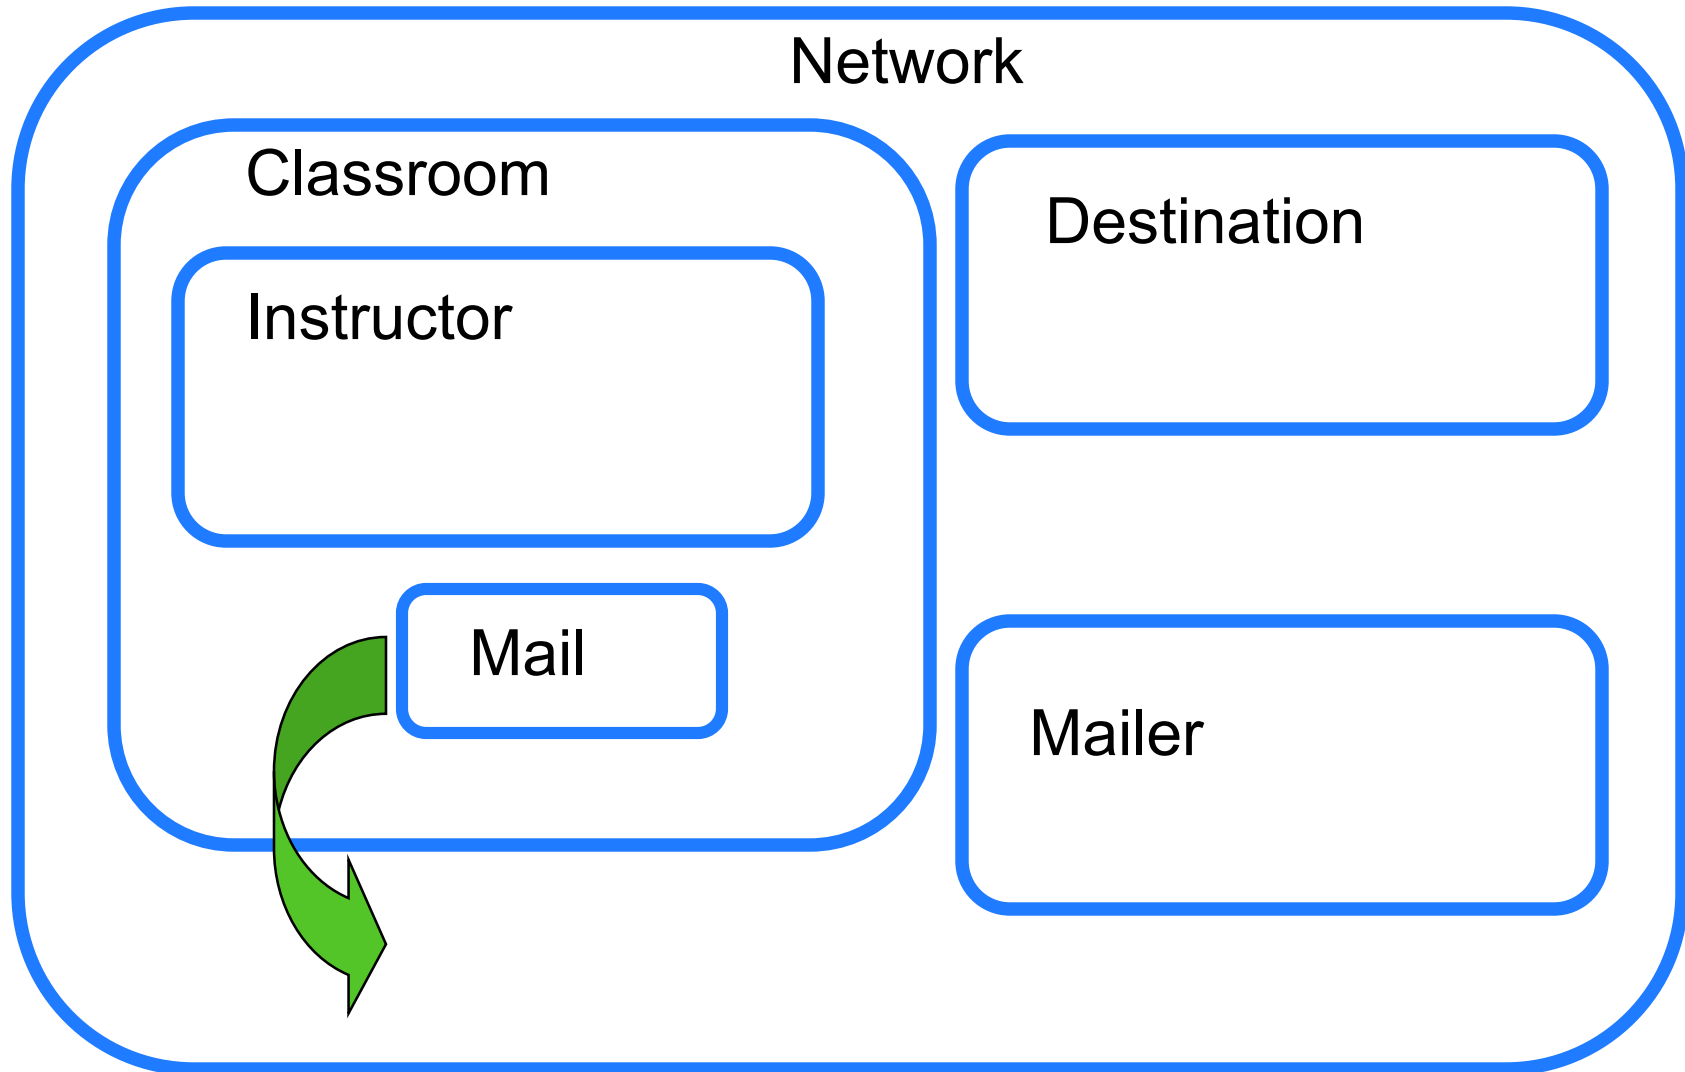 Network
Classroom
Instructor
Mail
Destination
Mailer